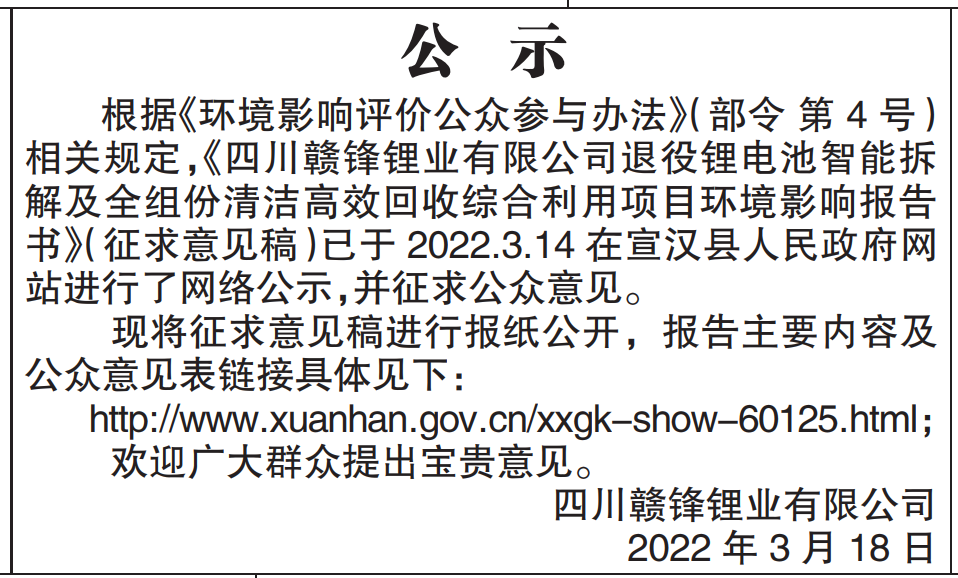 公 示
根据《环境影响评价公众参与办法》(部令 第 4 号)
相关规定,《四川赣锋锂业有限公司退役锂电池智能拆
解及全组份清洁高效回收综合利用项目环境影响报告
书》(征求意见稿)已于 2022.3.14 在宣汉县人民政府网
站进行了网络公示,并征求公众意见。
现将征求意见稿进行报纸公开，报告主要内容及
公众意见表链接具体见下：
http://www.xuanhan.gov.cn/xxgk-show-60125.html；
欢迎广大群众提出宝贵意见。
四川赣锋锂业有限公司
2022 年 3 月 18 日